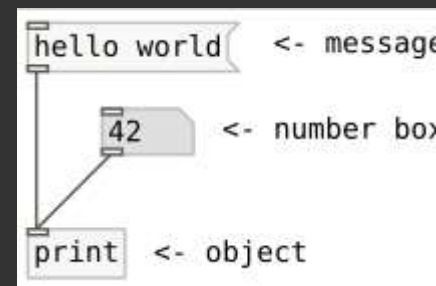 hello world <- message
42 <- number box
print <- object